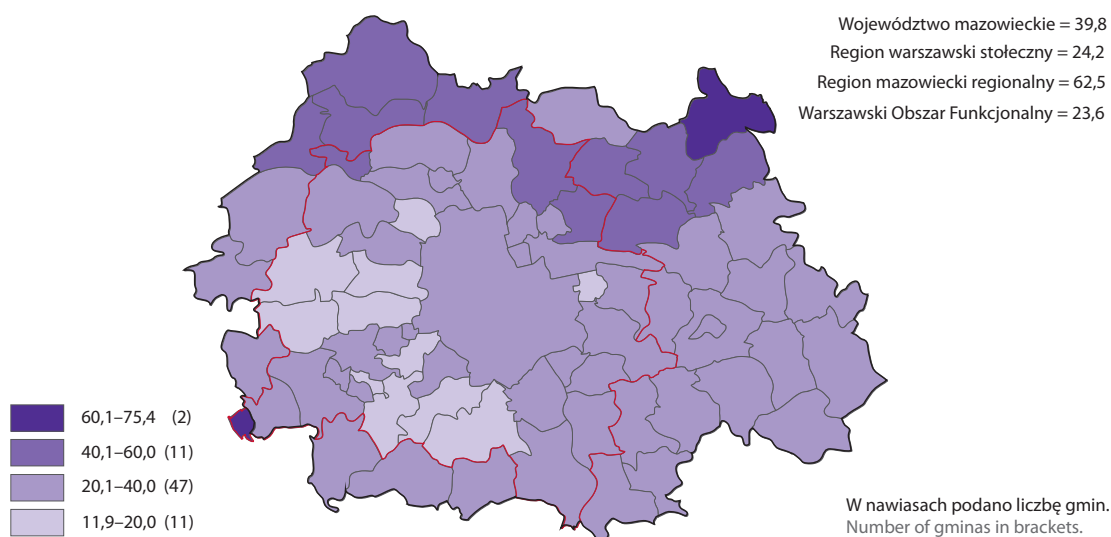 Województwo mazowieckie = 39,8
Region warszawski stołeczny = 24,2
Region mazowiecki regionalny = 62,5
Warszawski Obszar Funkcjonalny = 23,6
60,1–75,4 (2)
40,1–60,0 (11)
20,1–40,0 (47)
11,9–20,0 (11)
W nawiasach podano liczbę gmin.
Number of gminas in brackets.